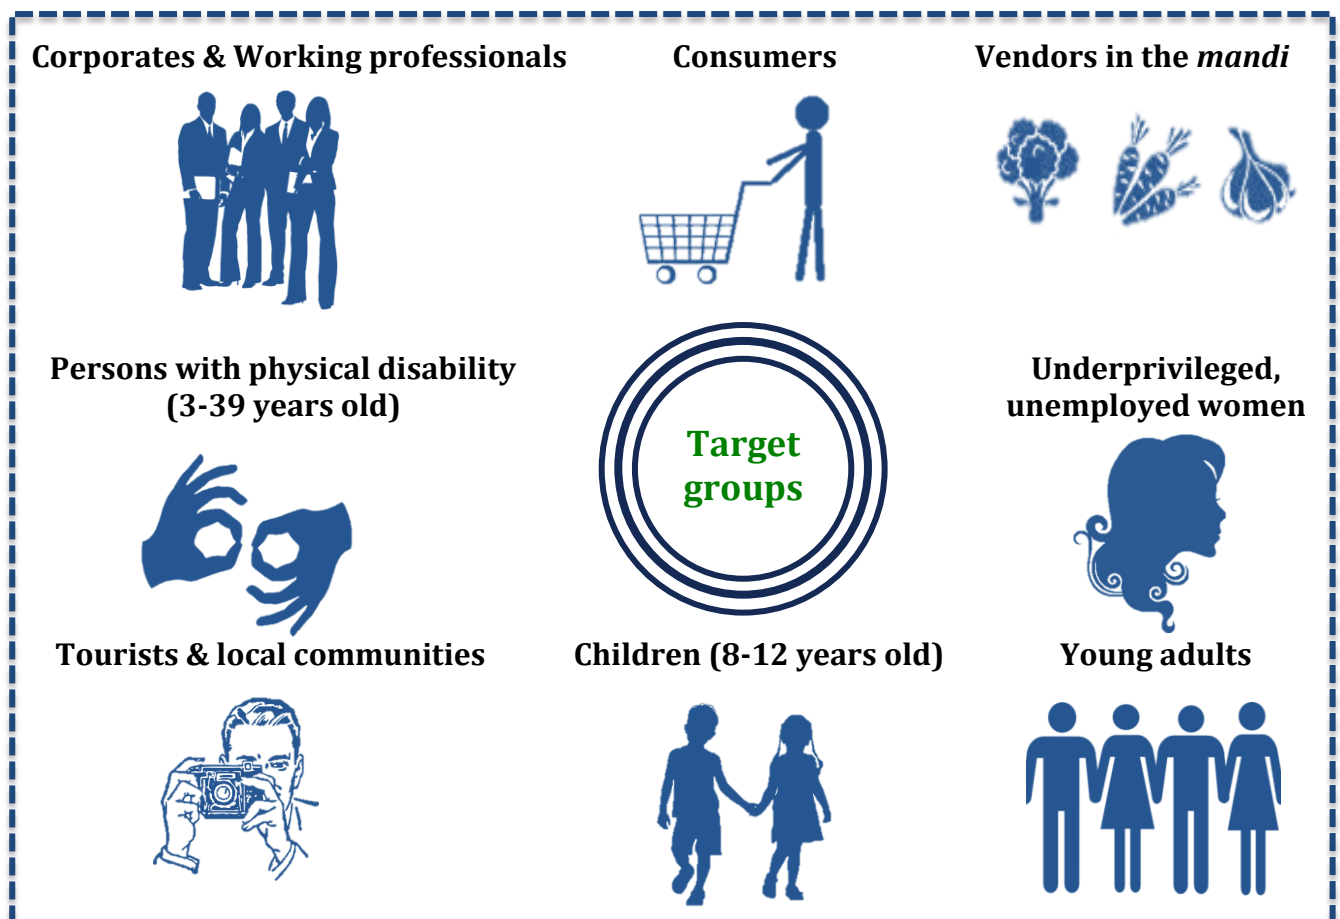 Corporates & Working professionals
Consumers
Vendors in the mandi
Persons with physical disability
(3-39 years old)
Target
groups
Underprivileged,
unemployed women
Tourists & local communities
Children (8-12 years old)
Young adults